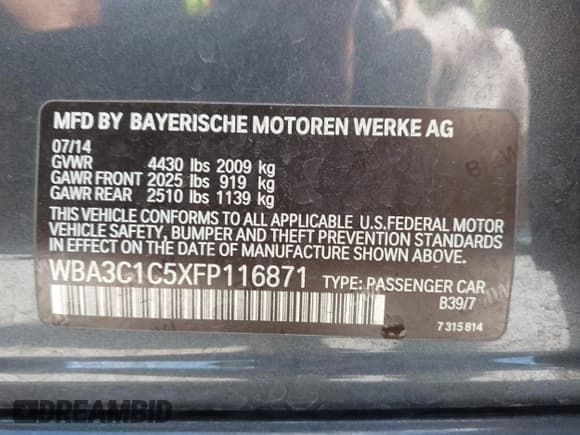 MFD BY BAYERISCHE MOTOREN WERKE AG
07/14
GVWR 4430 lbs 2009 kg
GAWR FRONT 2025 lbs 919 kg
GAWR REAR 2510 lbs 1139 kg
THIS VEHICLE CONFORMS TO ALL APPLICABLE U.S.FEDERAL MOTOR
VEHICLE SAFETY, BUMPER AND THEFT PREVENTION STANDARDS
IN EFFECT ON THE DATE OF MANUFACTURE SHOWN ABOVE.
WBA3C1C5XFP116871 TYPE: PASSENGER CAR
B39/7
7 315 814
DREAMBID